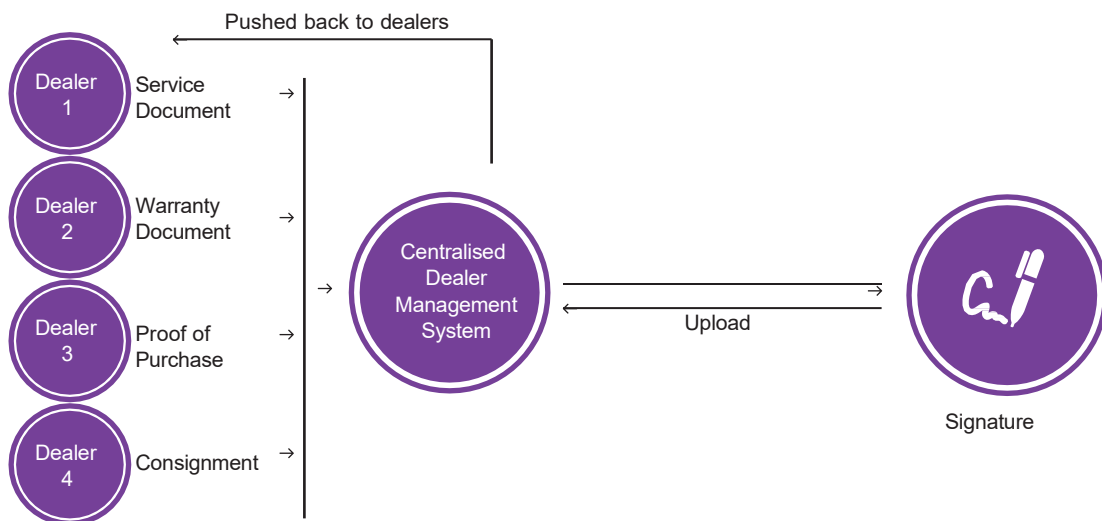 Pushed back to dealers
Dealer
1
Service
Document
Dealer
2
Warranty
Document
Dealer
3
Proof of
Purchase
Dealer
4
Consignment
Centralised
Dealer
Management
System
Upload
Signature